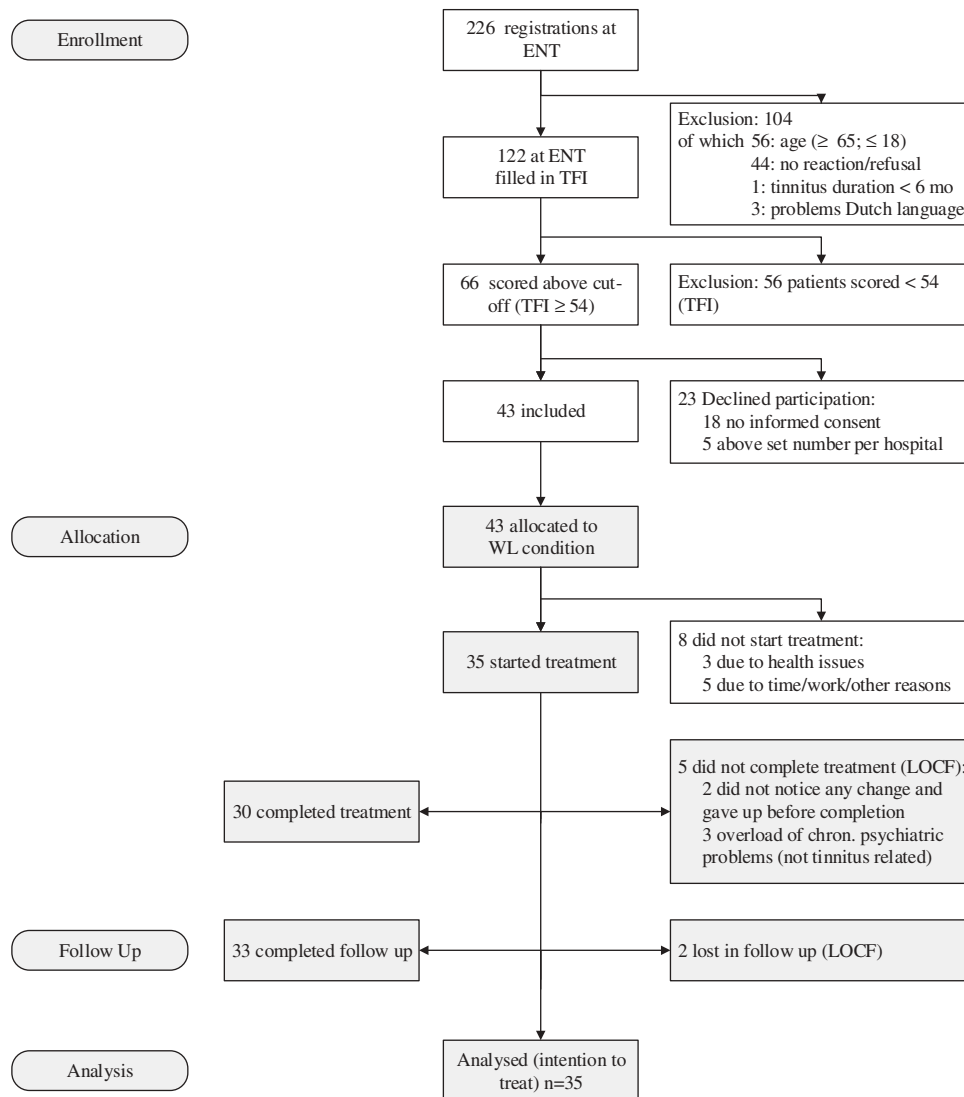 Enrollment
226 registrations at
ENT
Exclusion: 104
of which 56: age (≥ 65; ≤ 18)
44: no reaction/refusal
1: tinnitus duration < 6 mo
3: problems Dutch language
122 at ENT
filled in TFI
66 scored above cut-
off (TFI ≥ 54)
Exclusion: 56 patients scored < 54
(TFI)
43 included
23 Declined participation:
18 no informed consent
5 above set number per hospital
Allocation
43 allocated to
WL condition
35 started treatment
8 did not start treatment:
3 due to health issues
5 due to time/work/other reasons
30 completed treatment
5 did not complete treatment (LOCF):
2 did not notice any change and
gave up before completion
3 overload of chron. psychiatric
problems (not tinnitus related)
Follow Up
33 completed follow up
2 lost in follow up (LOCF)
Analysis
Analysed (intention to
treat) n=35